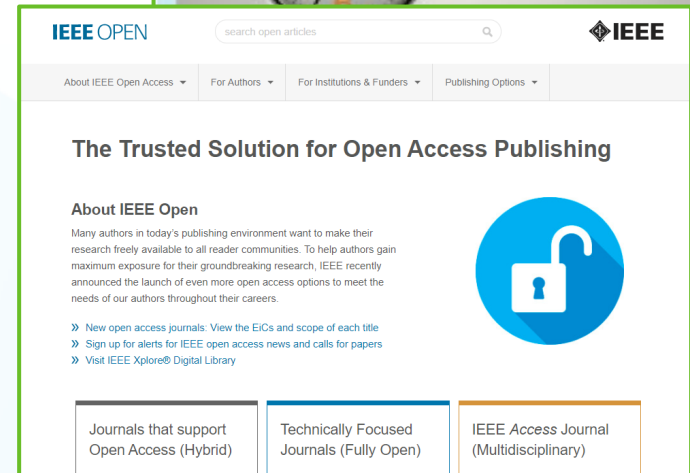 IEEE OPEN
search open articles
IEEE
About IEEE Open Access For Authors For Institutions & Funders Publishing Options
The Trusted Solution for Open Access Publishing
About IEEE Open
Many authors in today's publishing environment want to make their
research freely available to all reader communities. To help authors gain
maximum exposure for their groundbreaking research, IEEE recently
announced the launch of even more open access options to meet the
needs of our authors throughout their careers.
» New open access journals: View the EiCs and scope of each title
» Sign up for alerts for IEEE open access news and calls for papers
» Visit IEEE Xplore® Digital Library
Journals that support
Open Access (Hybrid)
Technically Focused
Journals (Fully Open)
IEEE Access Journal
(Multidisciplinary)